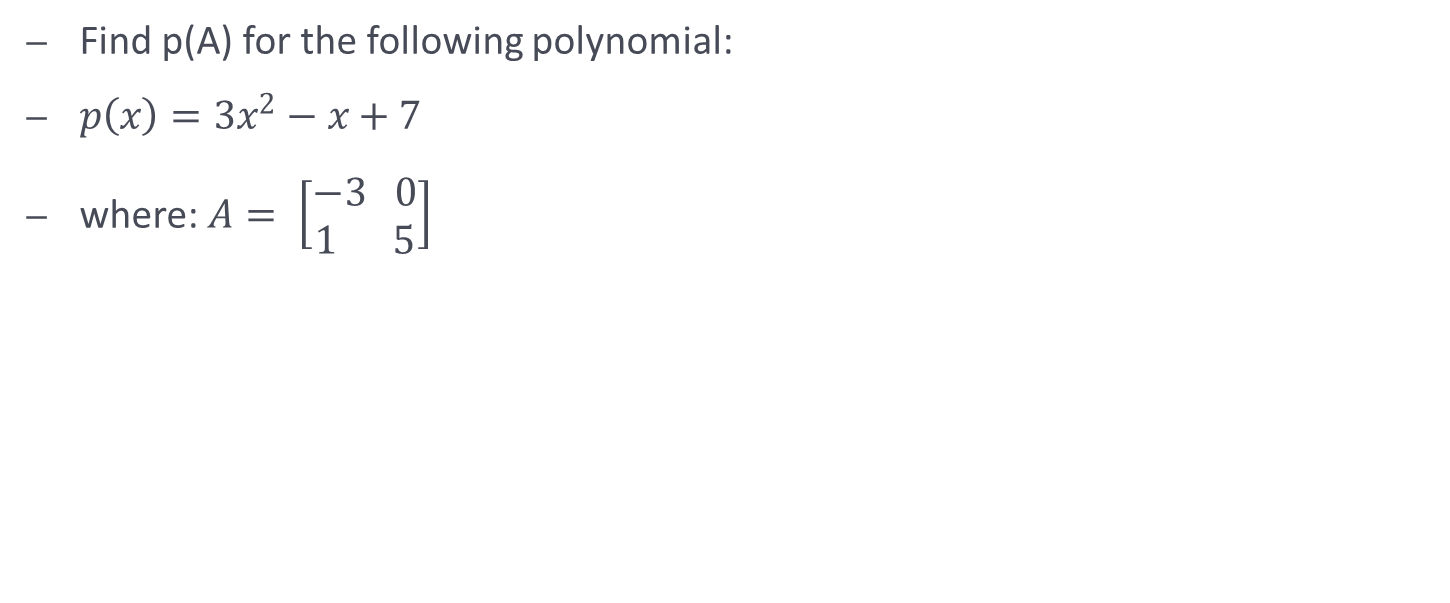 – Find p(A) for the following polynomial:
– p(x) = 3x² − x + 7
– where: A = [−3 0
1 5]